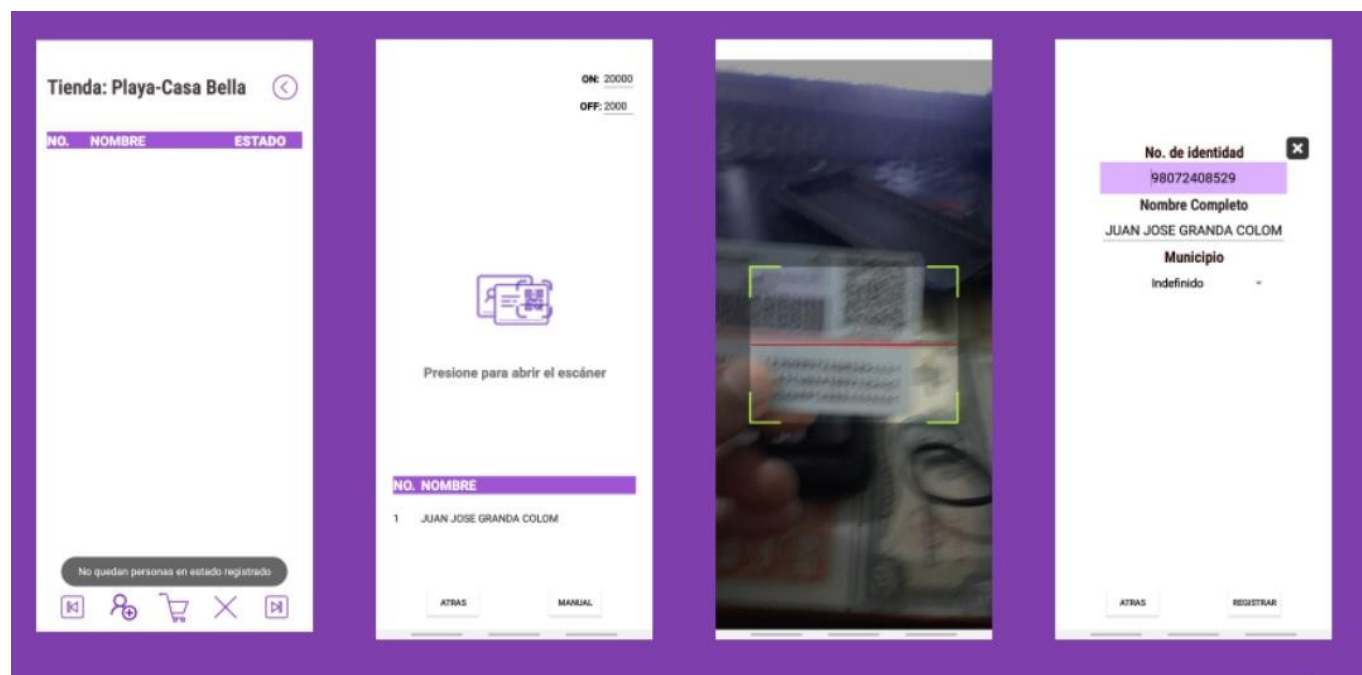 Tienda: Playa-Casa Bella
NO. NOMBRE ESTADO
No quedan personas en estado registrado
ON: 20000
OFF: 2000
Presione para abrir el escáner
NO. NOMBRE
1 JUAN JOSE GRANDA COLOM
ATRAS MANUAL
No. de identidad
98072408529
Nombre Completo
JUAN JOSE GRANDA COLOM
Municipio
Indefinido
ATRAS REGISTRAR